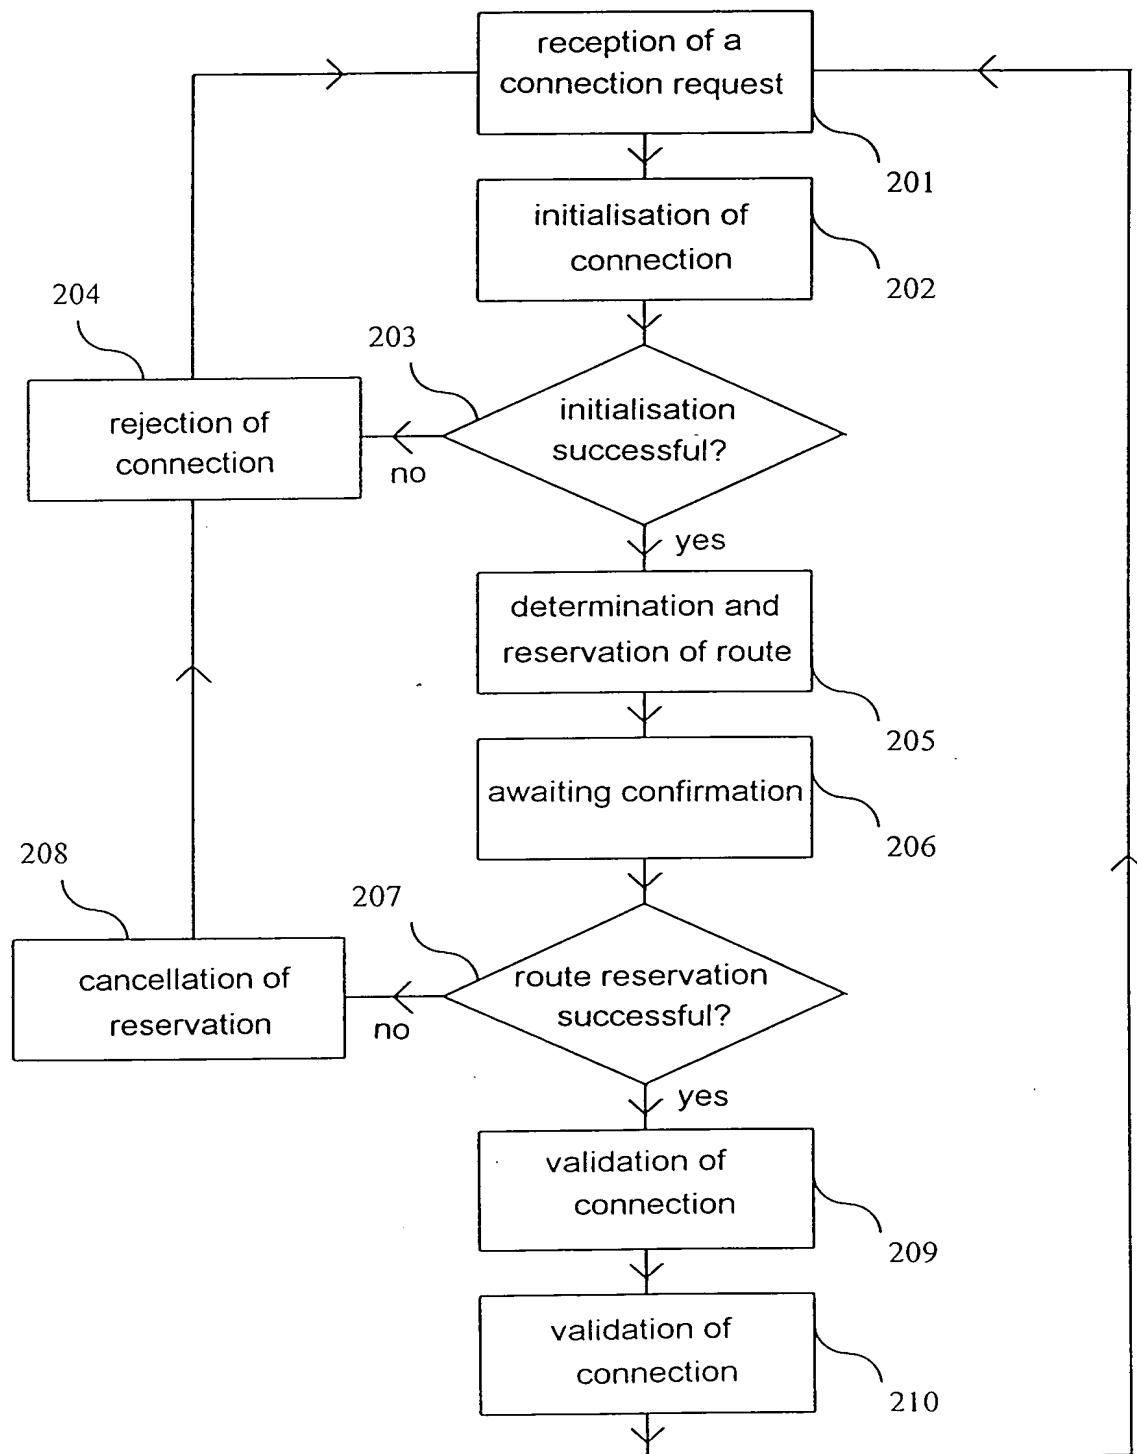 reception of a
connection request
201
initialisation of
connection
202
204
203
rejection of
connection
initialisation
successful?
no
yes
determination and
reservation of route
205
awaiting confirmation
206
208
207
cancellation of
reservation
route reservation
successful?
no
yes
validation of
connection
209
validation of
connection
210